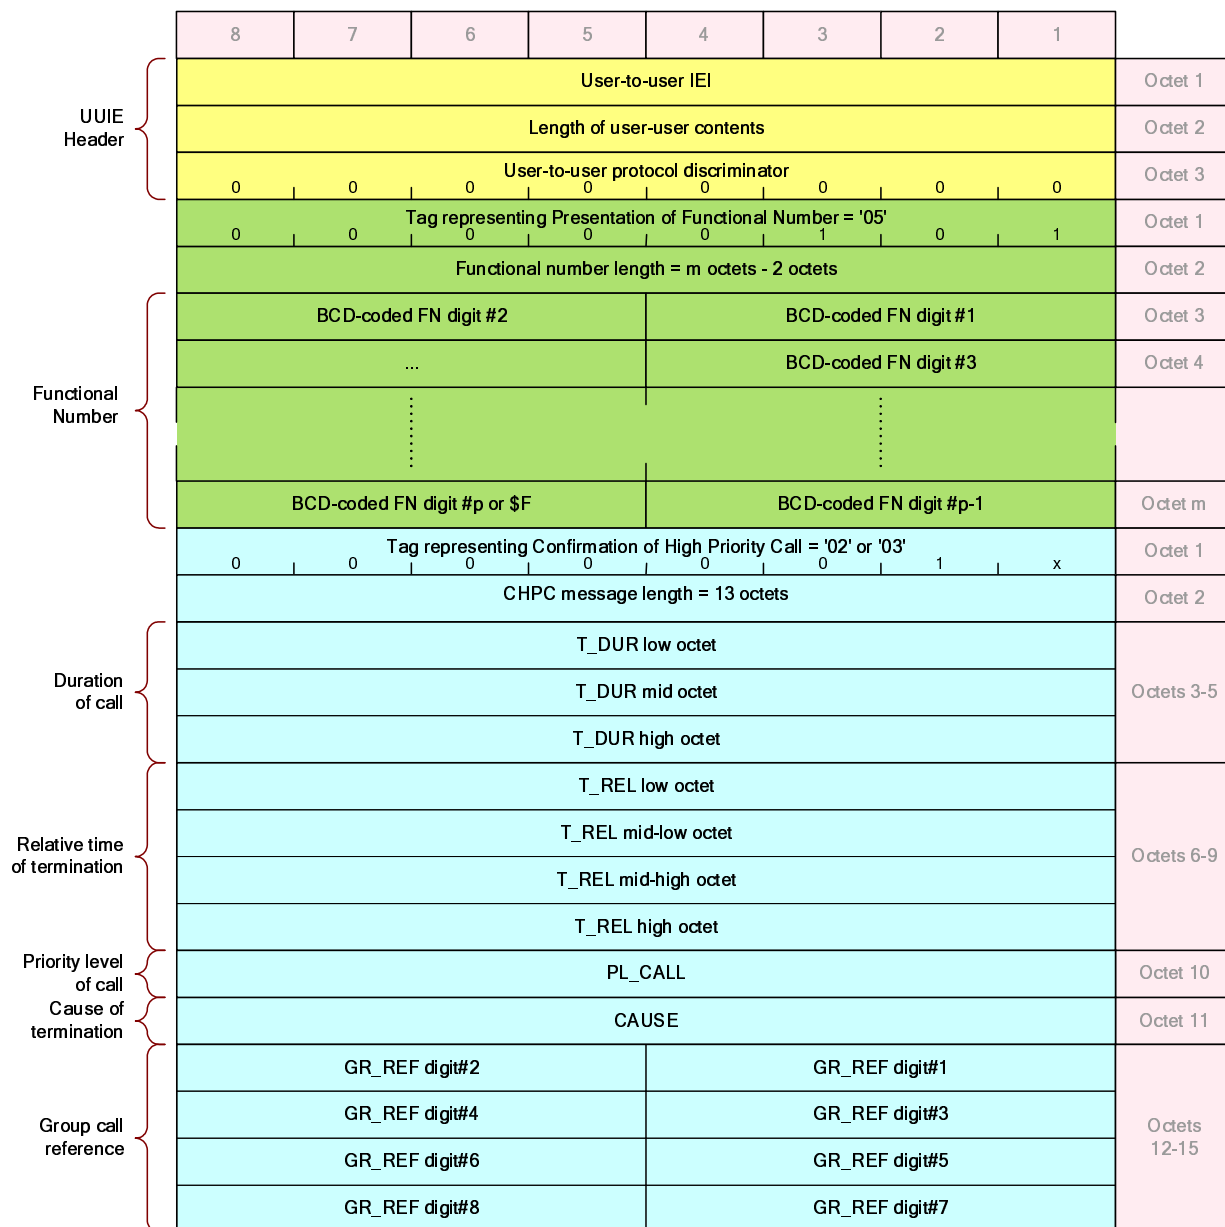 8 7 6 5 4 3 2 1
UUIE
Header
User-to-user IEI
Octet 1
Length of user-user contents
Octet 2
User-to-user protocol discriminator
0 0 0 0 0 0 0 0
Octet 3
Tag representing Presentation of Functional Number = '05'
0 0 0 0 0 1 0 1
Octet 1
Functional number length = m octets - 2 octets
Octet 2
Functional
Number
BCD-coded FN digit #2 BCD-coded FN digit #1
Octet 3
... BCD-coded FN digit #3
Octet 4
BCD-coded FN digit #p or $F BCD-coded FN digit #p-1
Octet m
Tag representing Confirmation of High Priority Call = '02' or '03'
0 0 0 0 0 0 1 x
Octet 1
CHPC message length = 13 octets
Octet 2
Duration
of call
T_DUR low octet
T_DUR mid octet
T_DUR high octet
Octets 3-5
Relative time
of termination
T_REL low octet
T_REL mid-low octet
T_REL mid-high octet
T_REL high octet
Octets 6-9
Priority level
of call
PL_CALL
Octet 10
Cause of
termination
CAUSE
Octet 11
Group call
reference
GR_REF digit#2 GR_REF digit#1
GR_REF digit#4 GR_REF digit#3
GR_REF digit#6 GR_REF digit#5
GR_REF digit#8 GR_REF digit#7
Octets
12-15